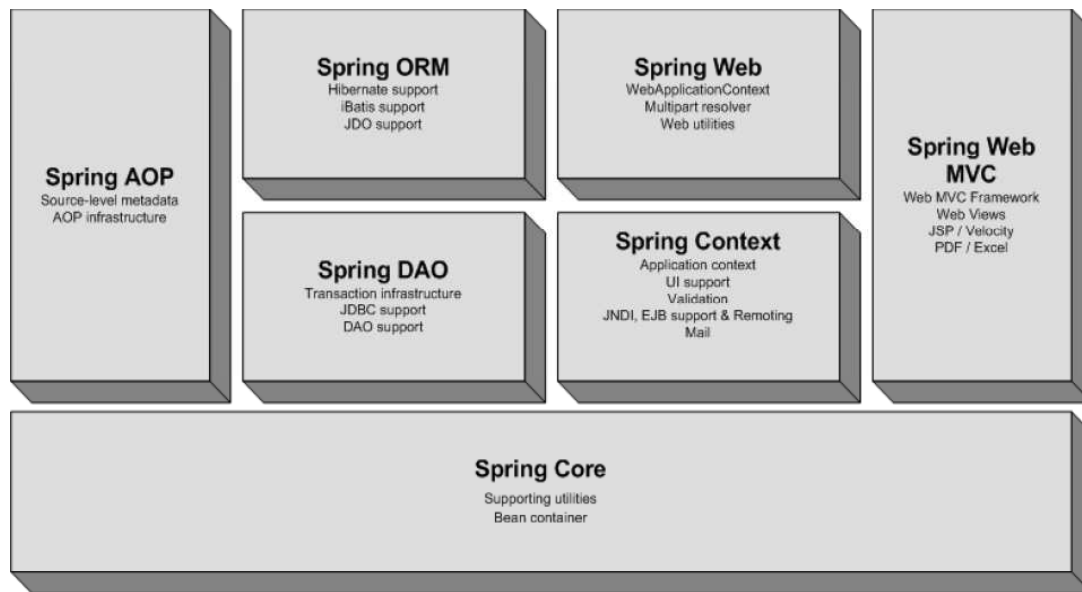 Spring AOP
Source-level metadata
AOP infrastructure
Spring ORM
Hibernate support
iBatis support
JDO support
Spring Web
WebApplicationContext
Multipart resolver
Web utilities
Spring Web
MVC
Web MVC Framework
Web Views
JSP / Velocity
PDF / Excel
Spring DAO
Transaction infrastructure
JDBC support
DAO support
Spring Context
Application context
UI support
Validation
JNDI, EJB support & Remoting
Mail
Spring Core
Supporting utilities
Bean container